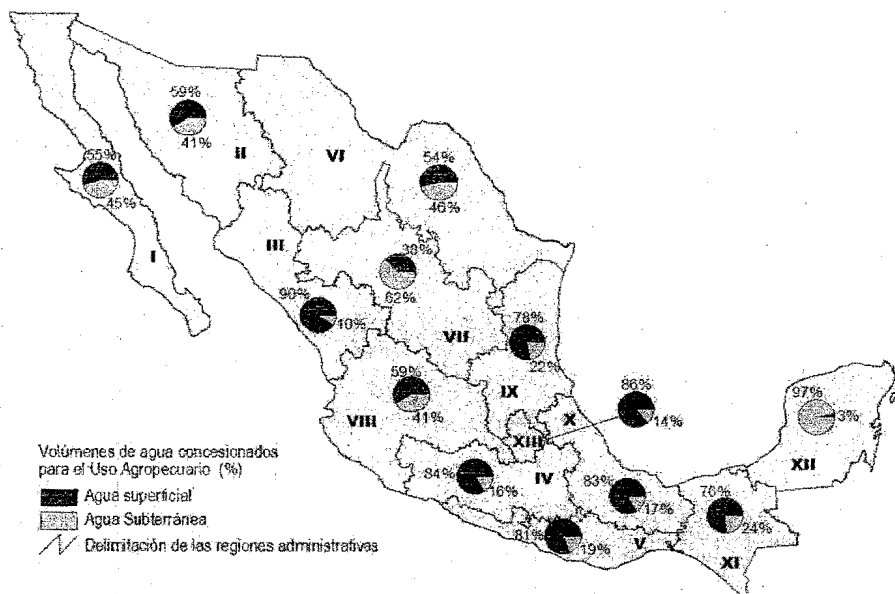 59%
41%
II
VI
54%
46%
55%
45%
I
III
38%
62%
90%
10%
VII
78%
22%
59%
41%
VIII
IX
X
86%
14%
XIII
97%
3%
XII
84%
16%
IV
83%
17%
76%
24%
81%
19%
V
XI
Volúmenes de agua concesionados
para el Uso Agropecuario (%)
Agua superficial
Agua Subterránea
Delimitación de las regiones administrativas